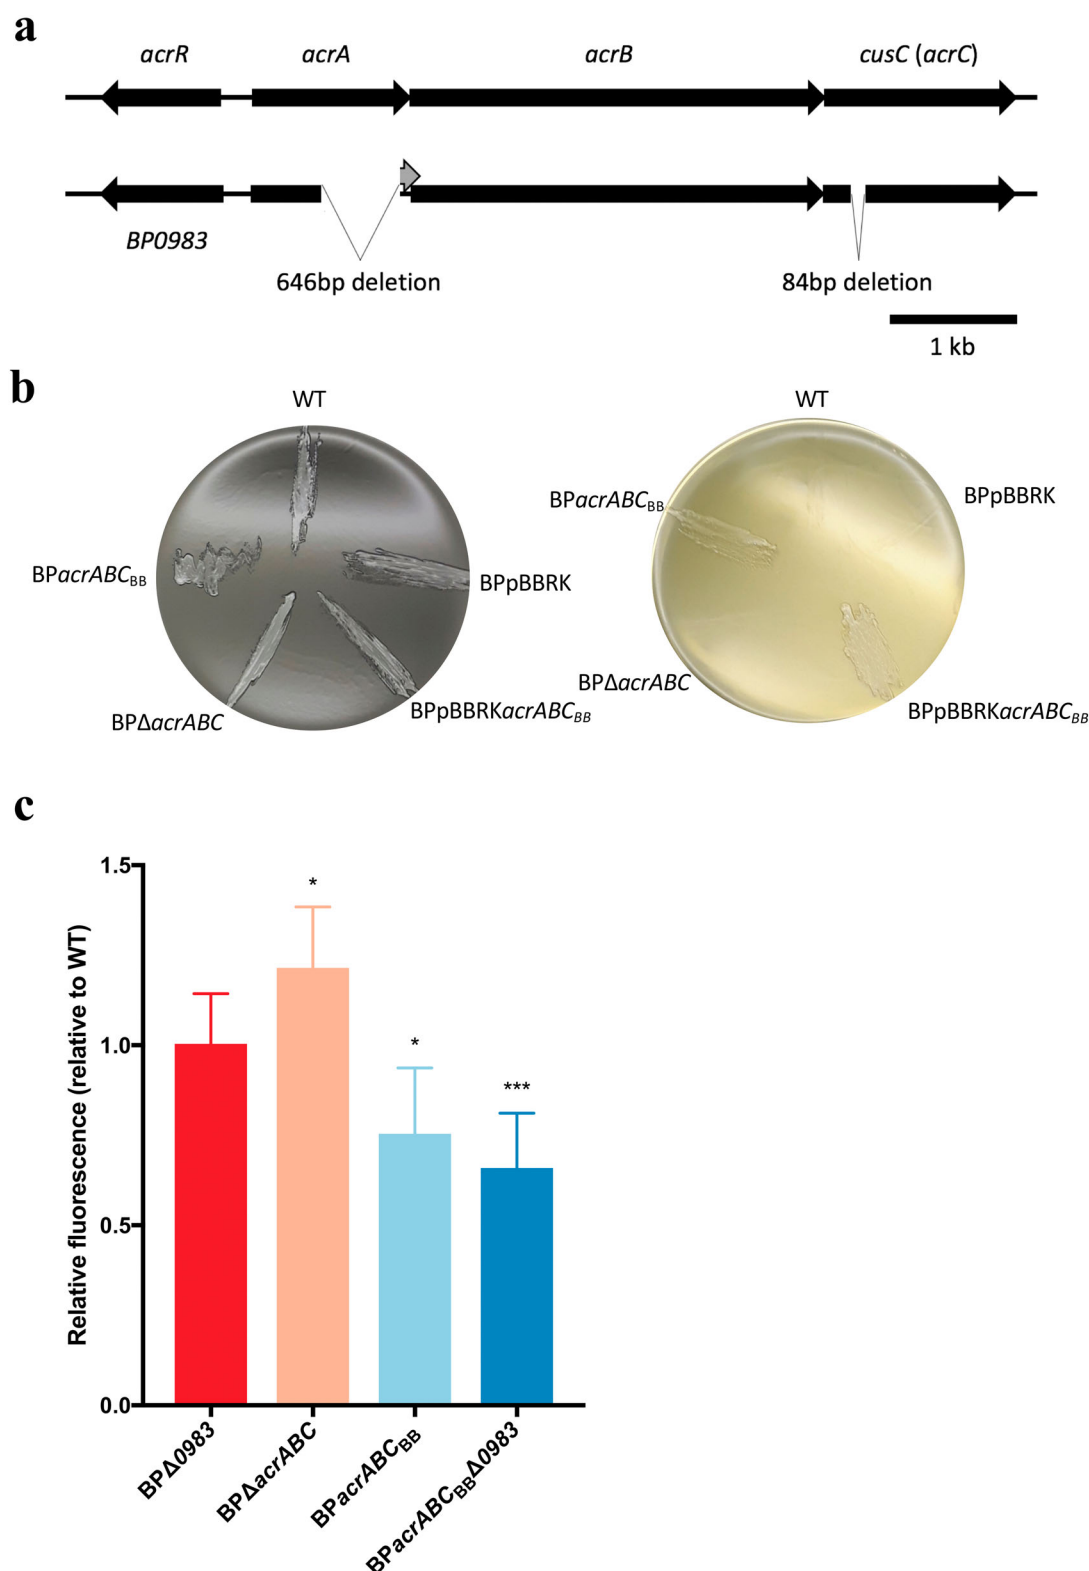 a
acrR acrA acrB cusC (acrC)
BP0983
646bp deletion 84bp deletion
1 kb
b
WT
BPacrABCBB
BPpBBRK
BPΔacrABC
BPpBBRKacrABCBB
WT
BPacrABCBB
BPpBBRK
BPΔacrABC
BPpBBRKacrABCBB
c
Relative fluorescence (relative to WT)
1.5
1.0
0.5
0.0
*
*
***
BPΔ0983
BPΔacrABC
BPacrABCBB
BPacrABCBBΔ0983